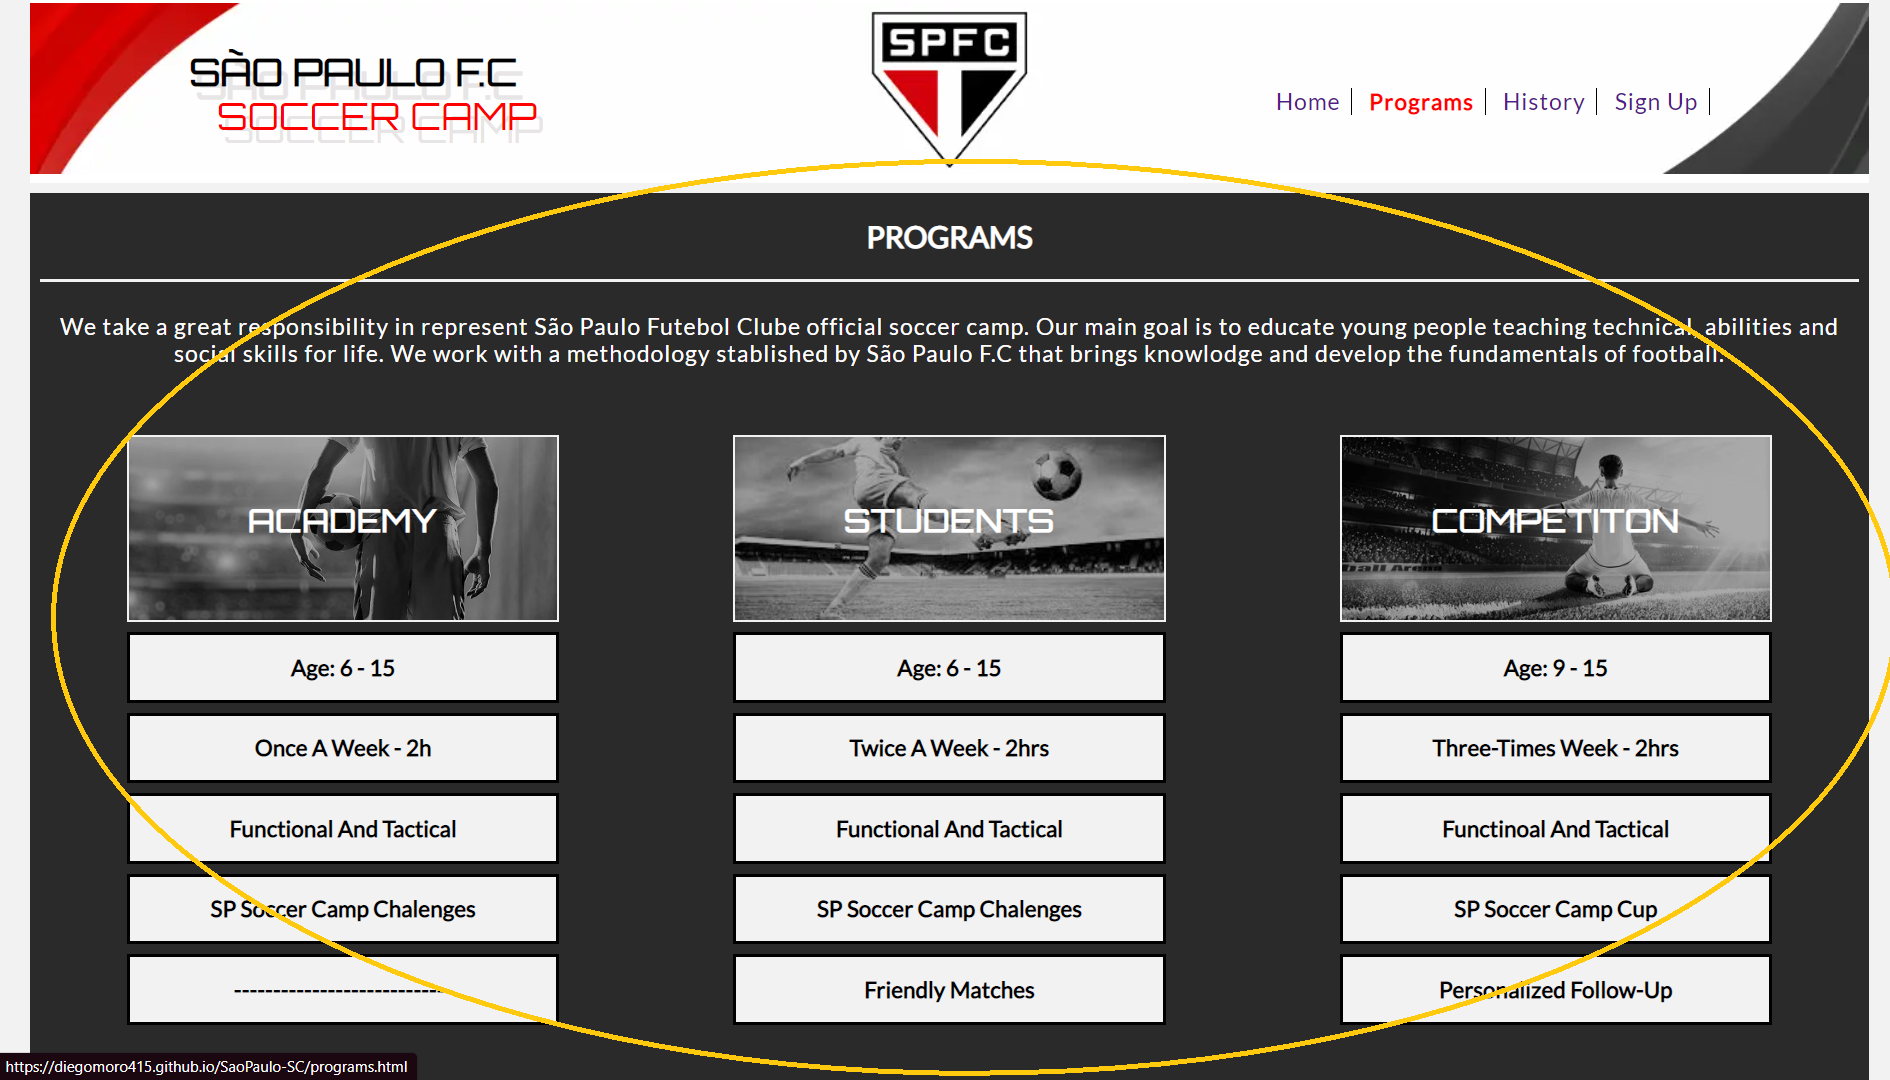 SÃO PAULO F.C
SOCCER CAMP
SPFC
Home
Programs
History
Sign Up
PROGRAMS
We take a great responsibility in represent São Paulo Futebol Clube official soccer camp. Our main goal is to educate young people teaching technical, abilities and
social skills for life. We work with a methodology stablished by São Paulo F.C that brings knowlodge and develop the fundamentals of football.
ACADEMY
STUDENTS
COMPETITON
Age: 6 - 15
Age: 6 - 15
Age: 9 - 15
Once A Week - 2h
Twice A Week - 2hrs
Three-Times Week - 2hrs
Functional And Tactical
Functional And Tactical
Functinoal And Tactical
SP Soccer Camp Chalenges
SP Soccer Camp Chalenges
SP Soccer Camp Cup
----------------------------
Friendly Matches
Personalized Follow-Up
https://diegomoro415.github.io/SaoPaulo-SC/programs.html